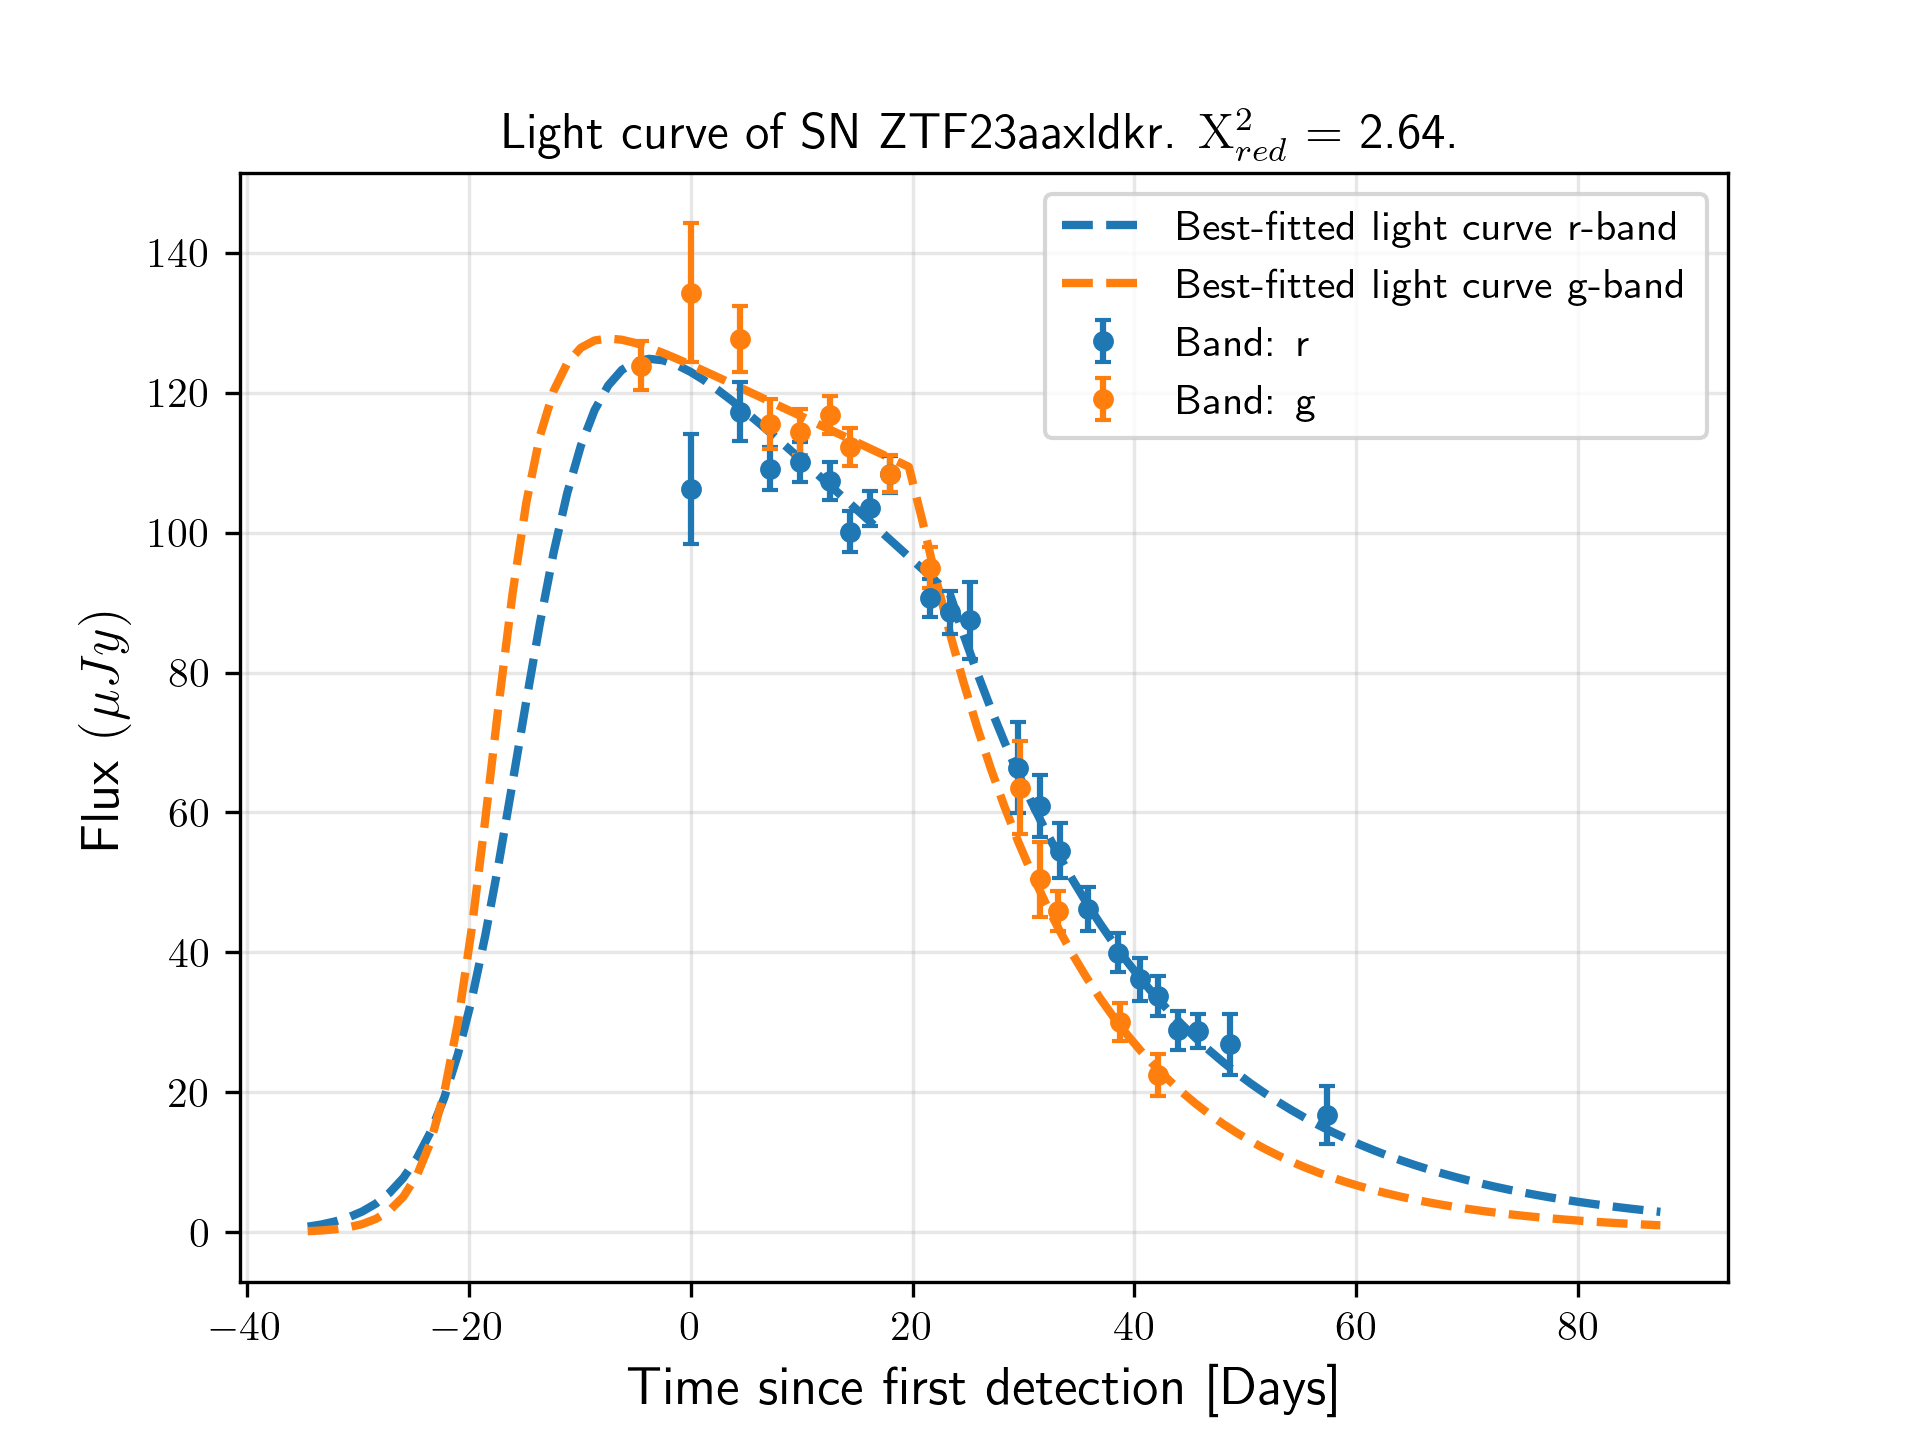 Light curve of SN ZTF23aaxldkr. X²_red = 2.64.
Best-fitted light curve r-band
Best-fitted light curve g-band
Band: r
Band: g
Flux (μJy)
140
120
100
80
60
40
20
0
−40 −20 0 20 40 60 80
Time since first detection [Days]